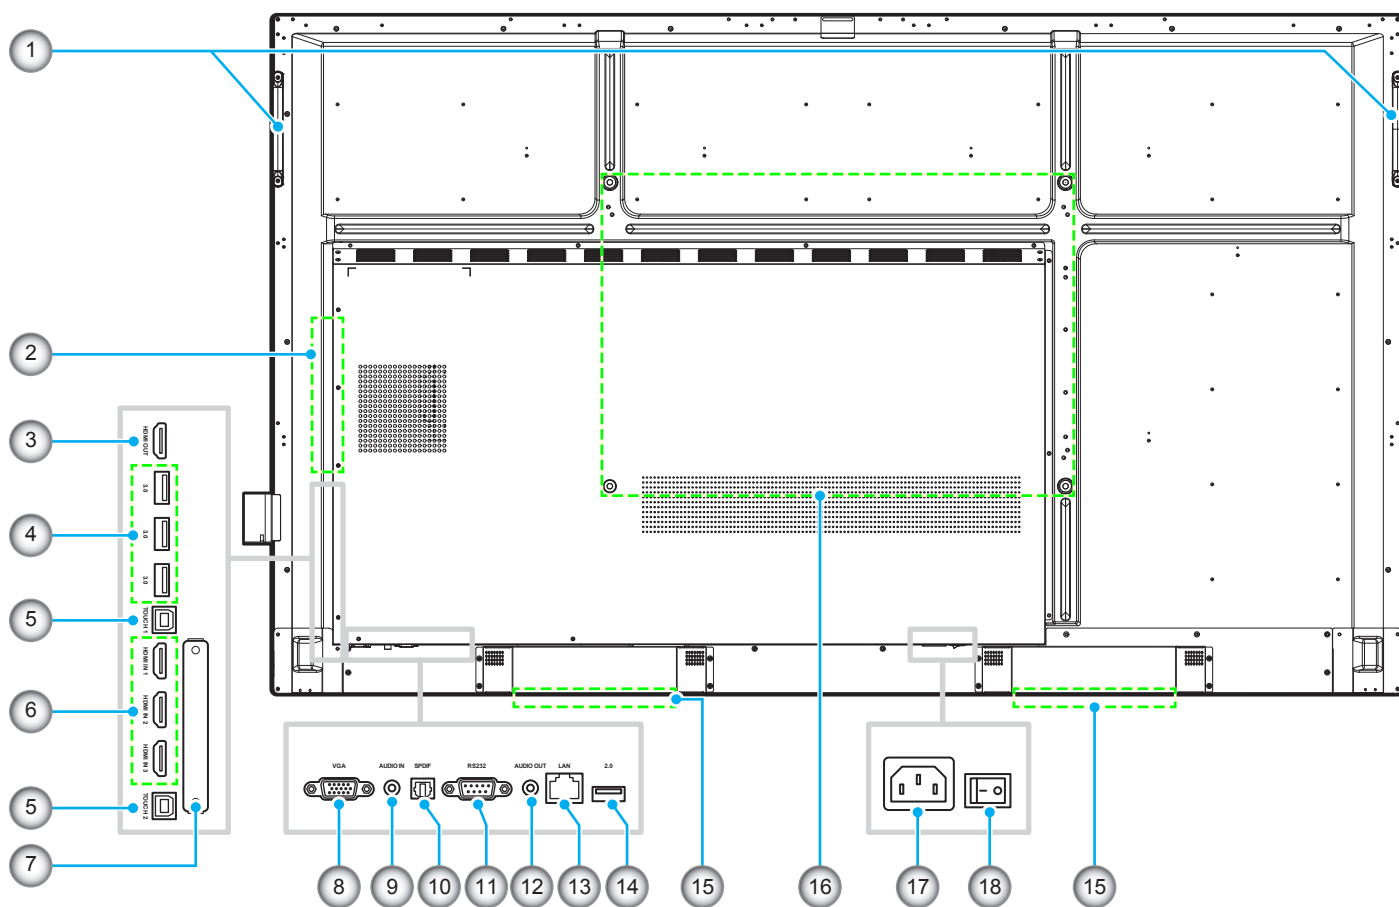 1
2
3
HDMI OUT
3.0
4
3.0
3.0
5
TOUCH 1
HDMI IN 1
6
HDMI IN 2
HDMI IN 3
5
TOUCH 2
7
VGA AUDIO IN SPDIF RS232 AUDIO OUT LAN 2.0
8 9 10 11 12 13 14 15 16 17 18 15